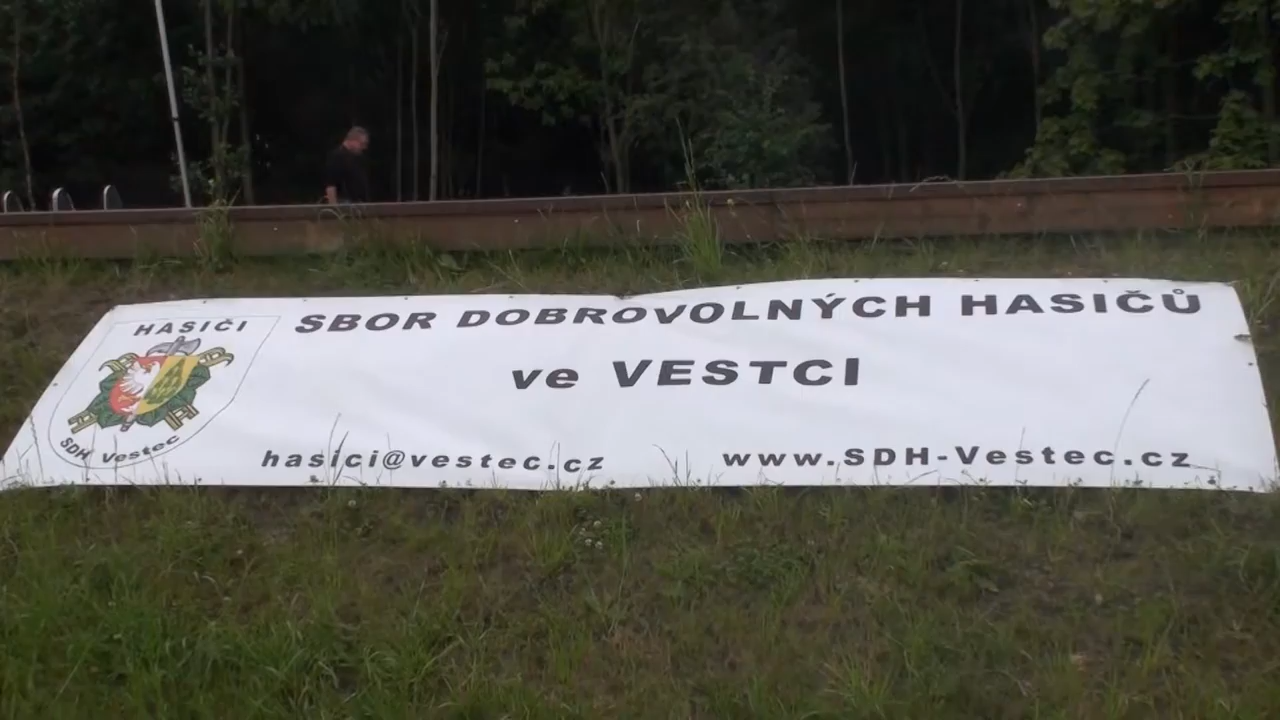 HASIČI
SBOR DOBROVOLNÝCH HASIČŮ
ve VESTCI
SDH Vestec
hasici@vestec.cz
www.SDH-Vestec.cz